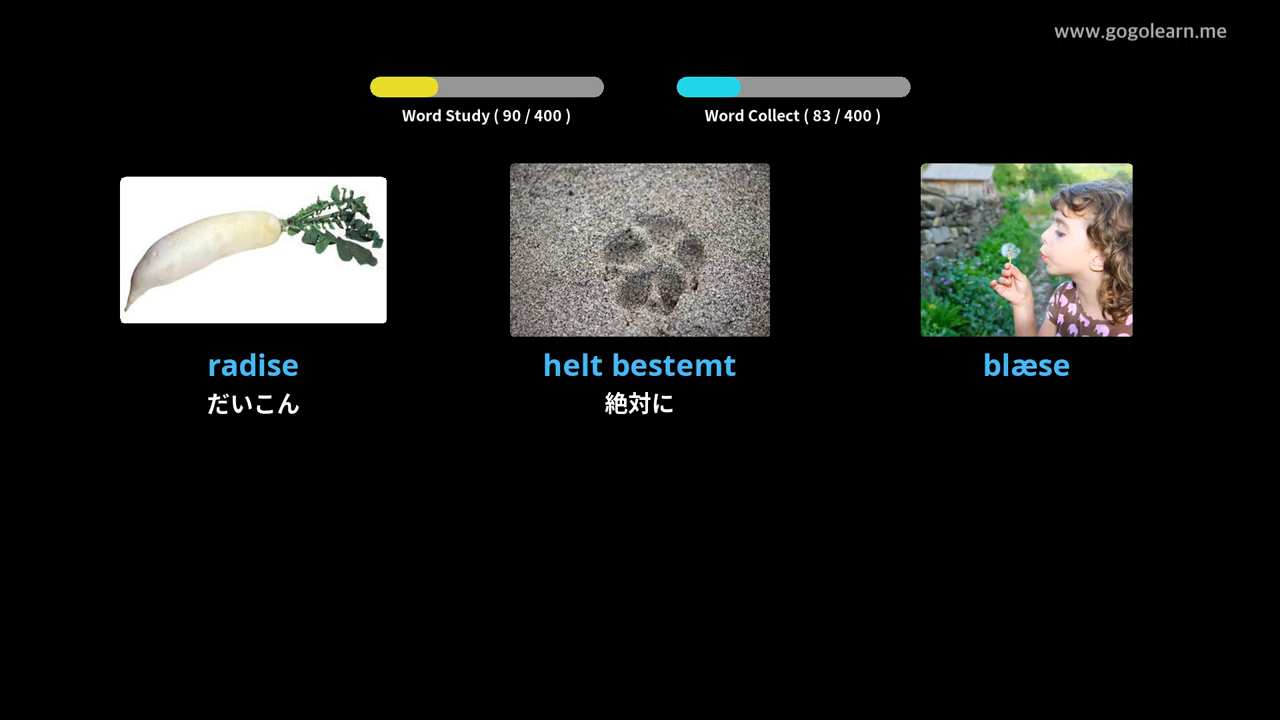 www.gogolearn.me
Word Study ( 90 / 400 )
Word Collect ( 83 / 400 )
radise
helt bestemt
blæse
だいこん
絶対に